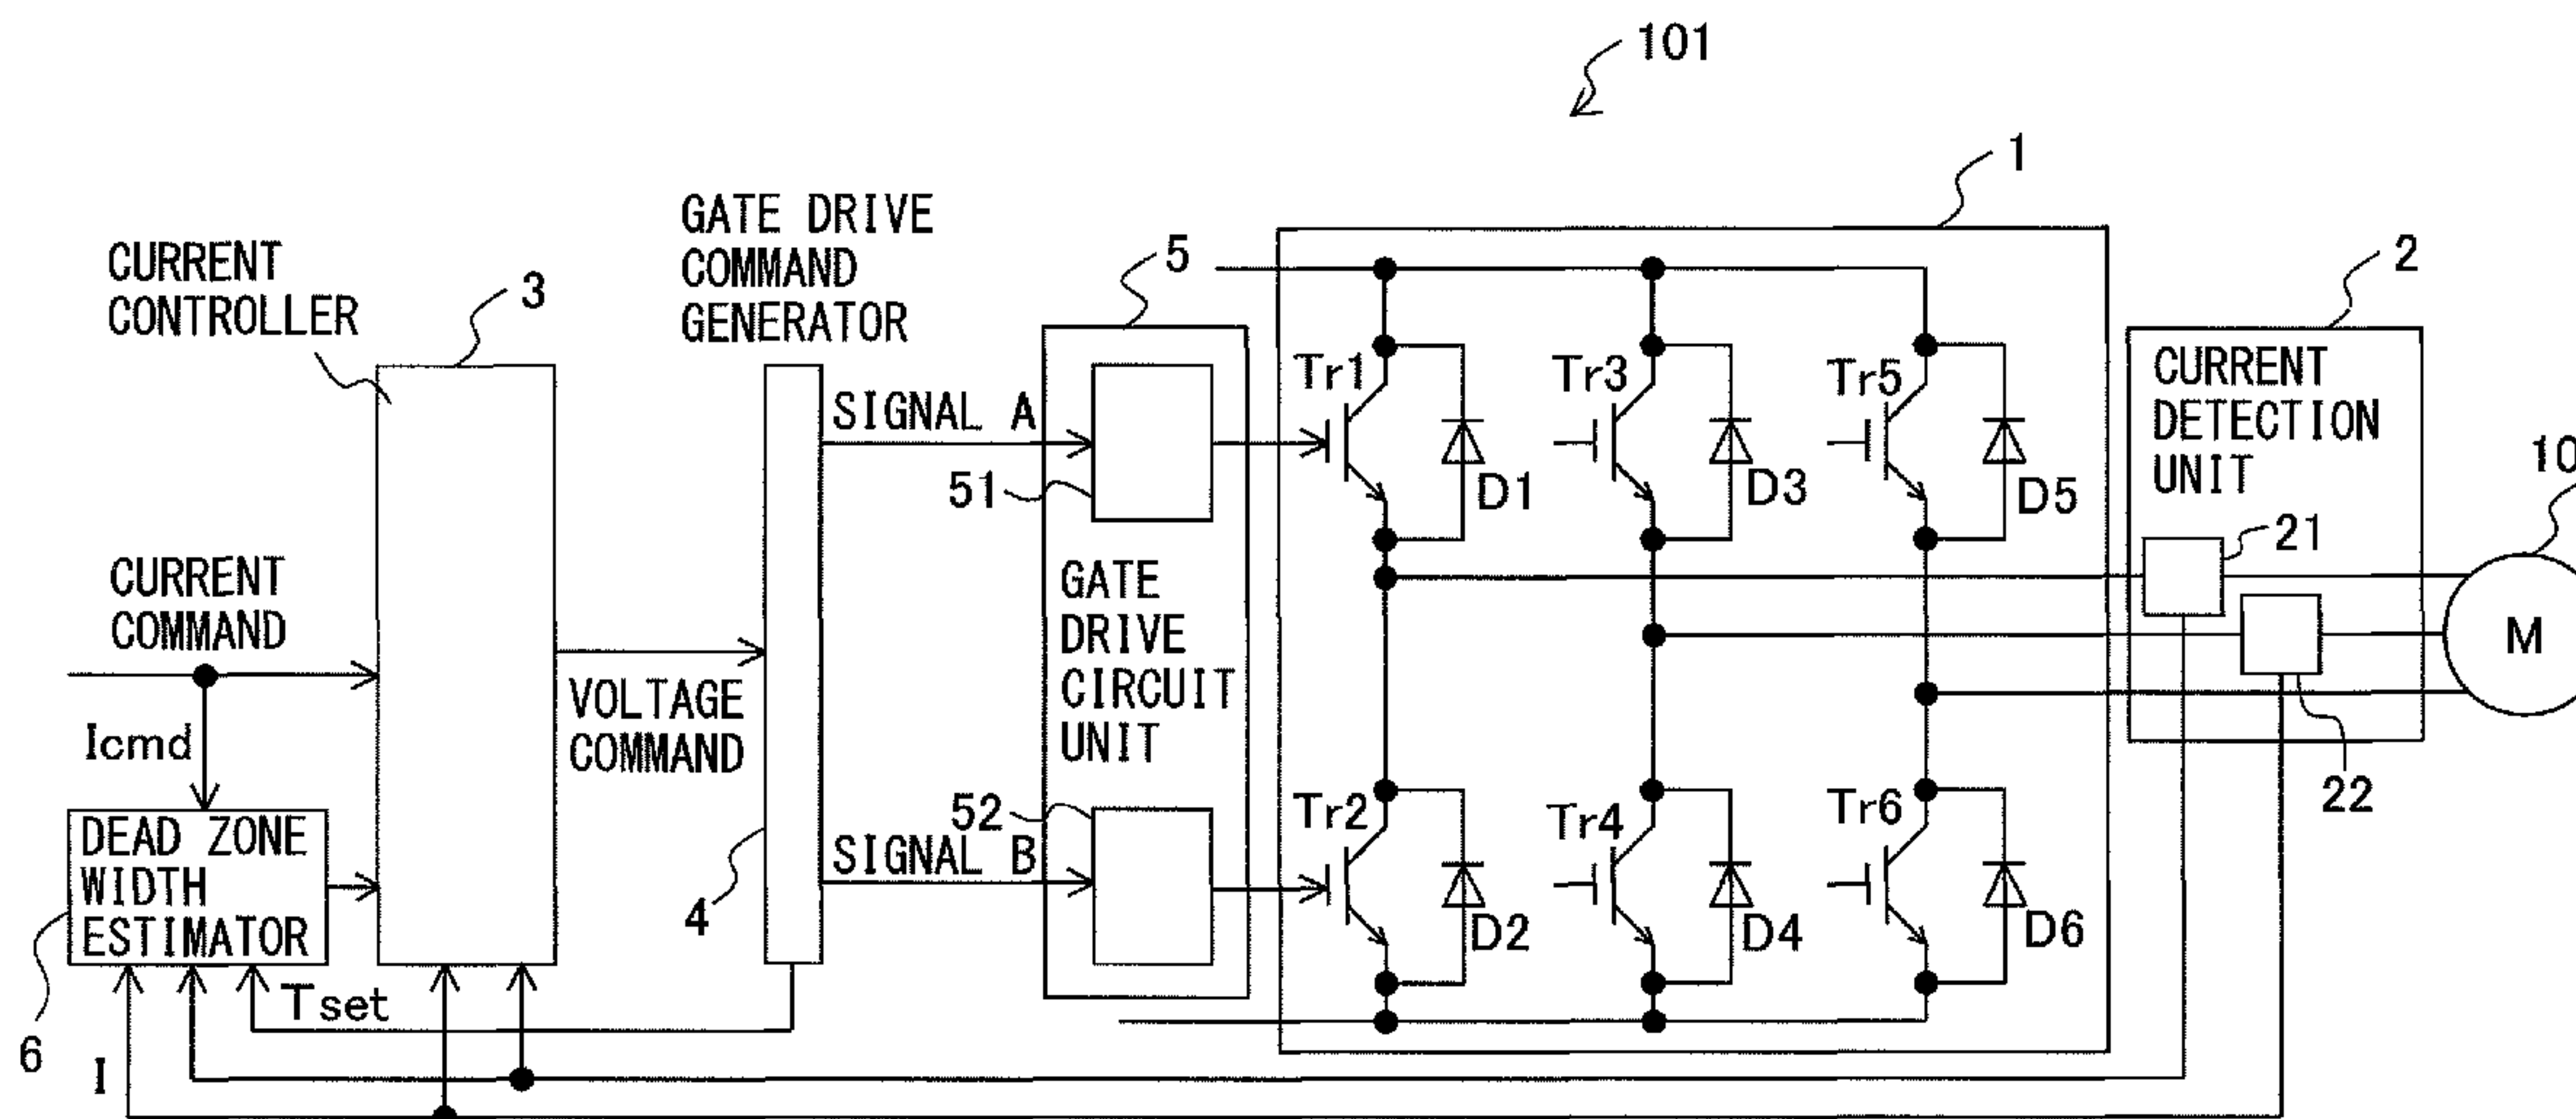 101
1
GATE DRIVE
COMMAND
GENERATOR
CURRENT
CONTROLLER
3
5
2
CURRENT
DETECTION
UNIT
Tr1
Tr3
Tr5
SIGNAL A
51
D1
D3
D5
10
21
CURRENT
COMMAND
GATE
DRIVE
CIRCUIT
UNIT
M
VOLTAGE
COMMAND
Icmd
22
52
Tr2
Tr4
Tr6
DEAD ZONE
WIDTH
ESTIMATOR
SIGNAL B
4
D2
D4
D6
Tset
6
I